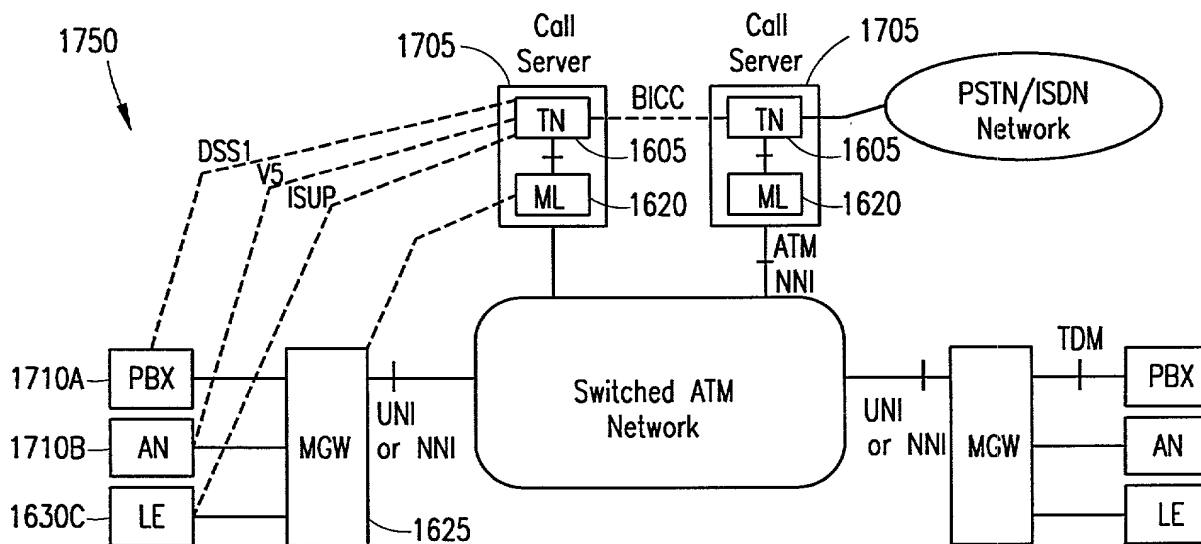 1750
1705
Call
Server
Call
Server
1705
TN
BICC
TN
PSTN/ISDN
Network
1605
1605
ML
1620
ML
1620
DSS1
V5
ISUP
ATM
NNI
1710A
PBX
1710B
AN
1630C
LE
MGW
1625
UNI
or NNI
Switched ATM
Network
UNI
or NNI
MGW
TDM
PBX
AN
LE